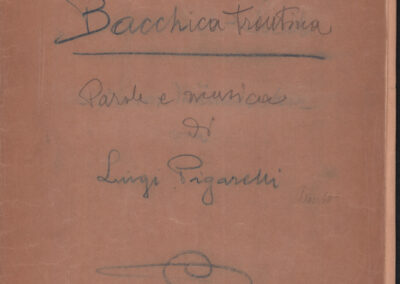 Bacchica trentina
Parole e musica
di
Luigi Pigarelli